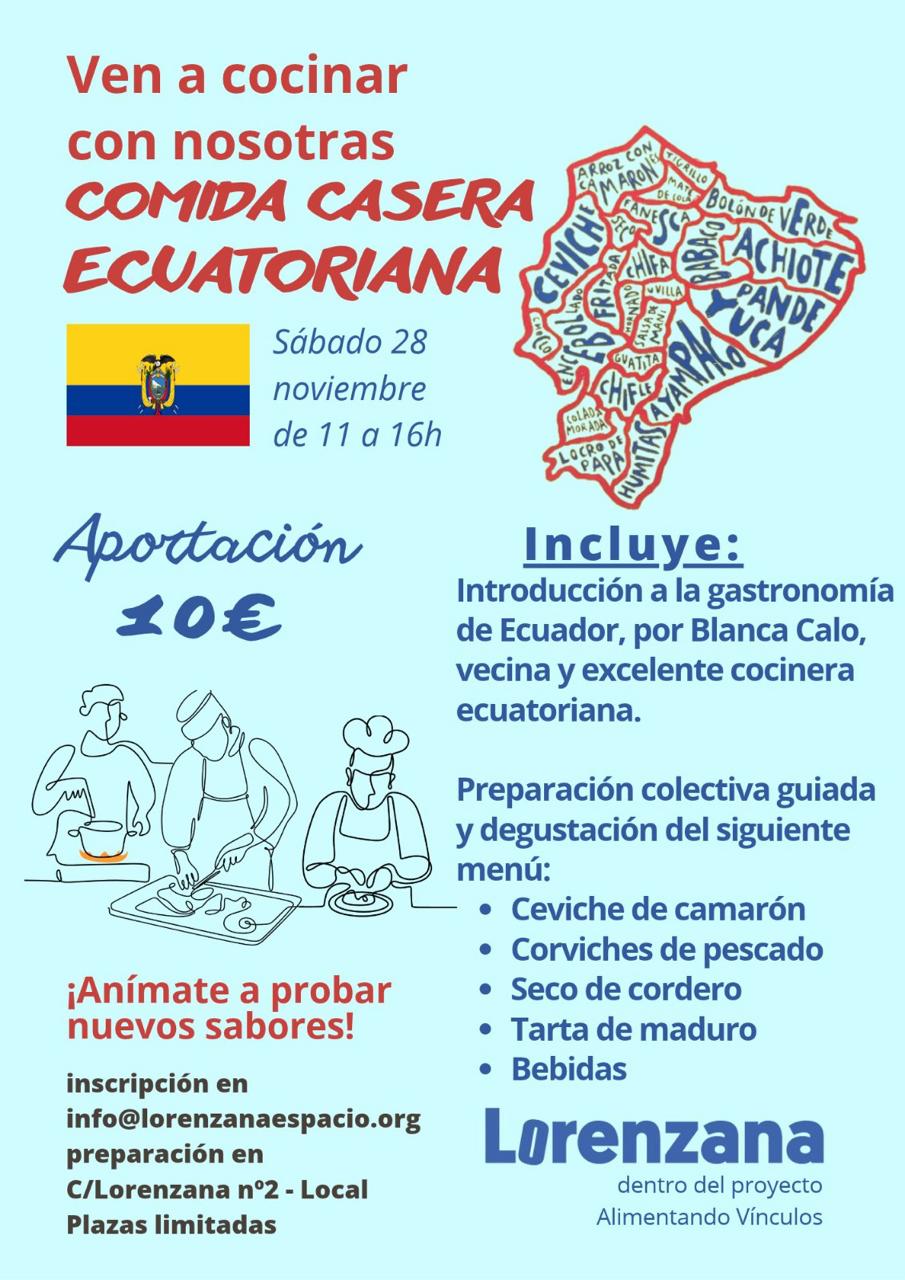 Ven a cocinar
con nosotras
COMIDA CASERA
ECUATORIANA
Sábado 28
noviembre
de 11 a 16h
ARROZ CON
CAMARONES
TIGRILLO
MATE
DE COCA
BOLÓN DE VERDE
FANESCA
SECO
CEVICHE
CHIFA
BABACO
ACHIOTE
PAN DE
YUCA
UVILLA
FRITADA
HORNADO
SALSA DE
MANÍ
ENCEBOLLADO
CHOCLO
GUATITA
CHIFLE
AYAMPACO
COLADA
MORADA
LOCRO DE
PAPA
HUMITAS
Aportación
10€
Incluye:
Introducción a la gastronomía
de Ecuador, por Blanca Calo,
vecina y excelente cocinera
ecuatoriana.
Preparación colectiva guiada
y degustación del siguiente
menú:
• Ceviche de camarón
• Corviches de pescado
• Seco de cordero
• Tarta de maduro
• Bebidas
¡Anímate a probar
nuevos sabores!
inscripción en
info@lorenzanaespacio.org
preparación en
C/Lorenzana nº2 - Local
Plazas limitadas
Lorenzana
dentro del proyecto
Alimentando Vínculos